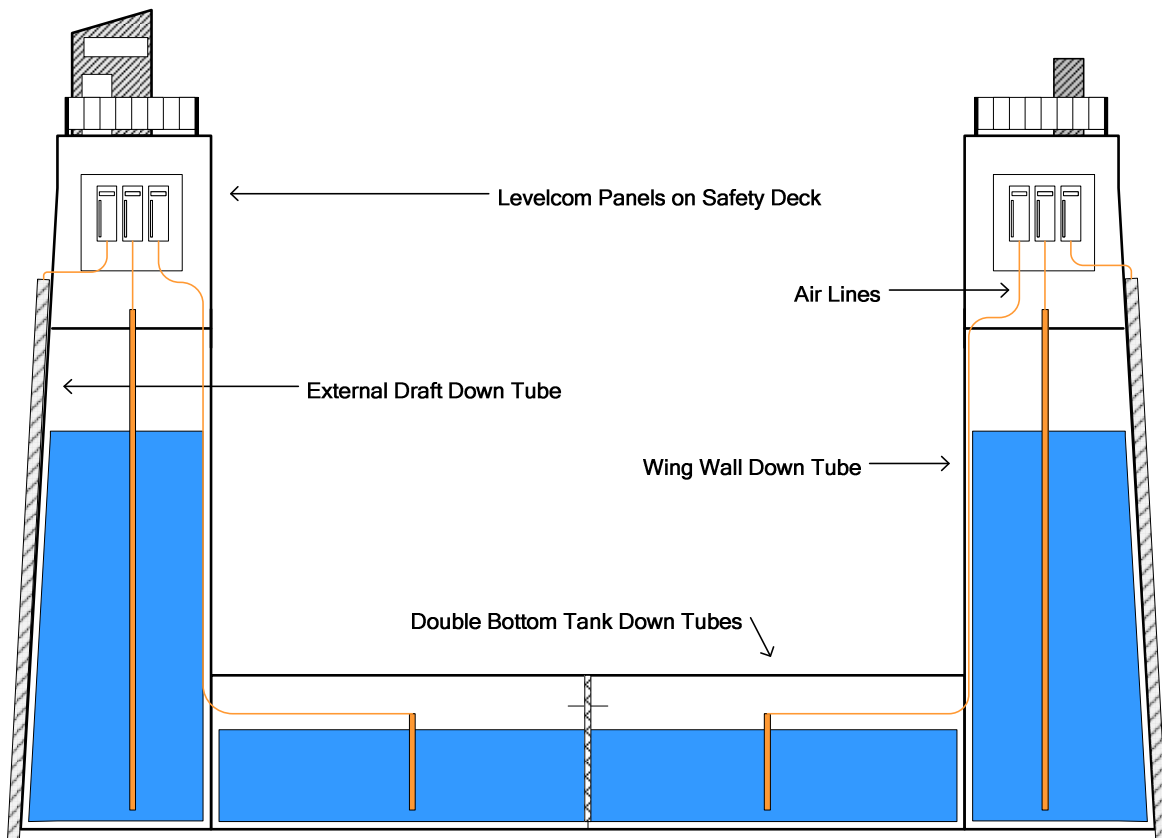 Levelcom Panels on Safety Deck
Air Lines
External Draft Down Tube
Wing Wall Down Tube
Double Bottom Tank Down Tubes